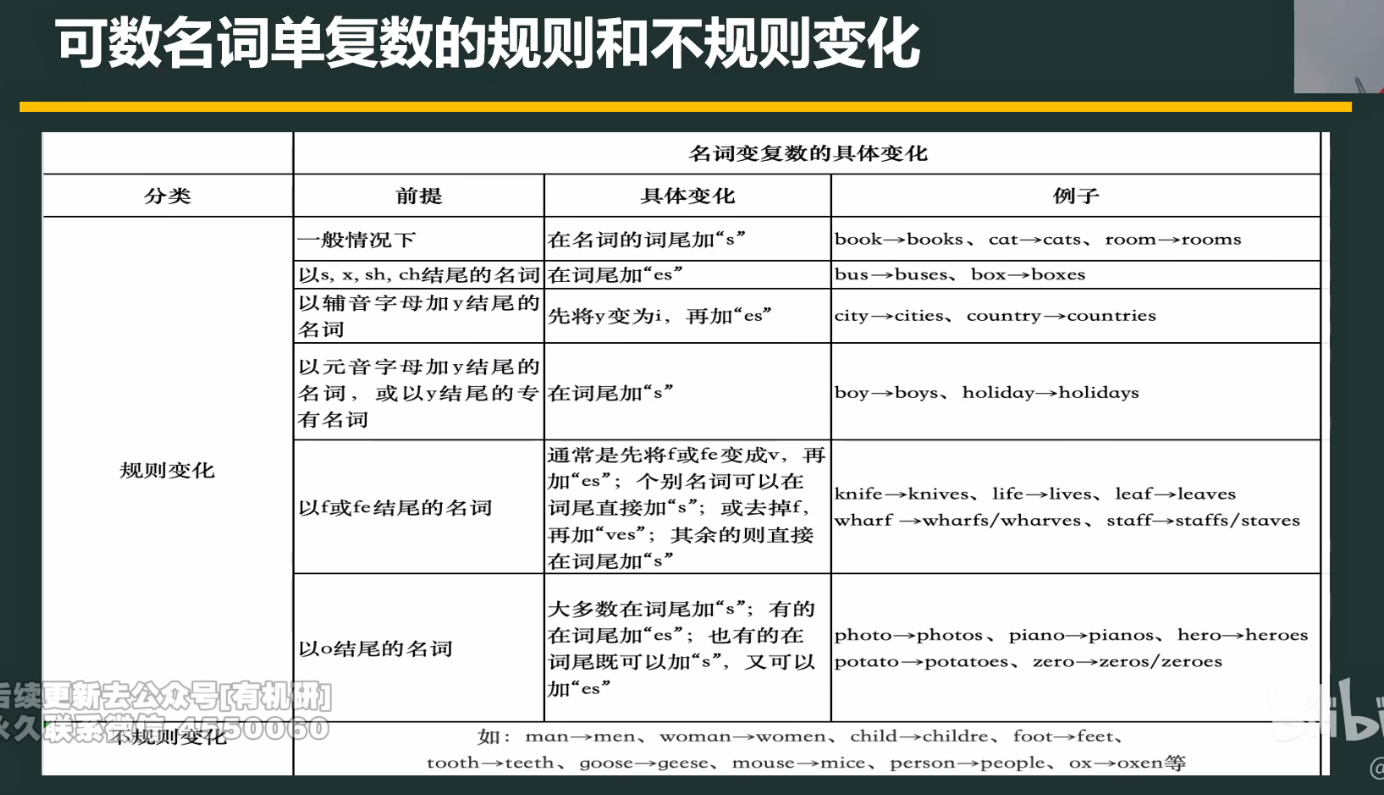 可数名词单复数的规则和不规则变化
名词变复数的具体变化
分类 前提 具体变化 例子
规则变化
一般情况下
在名词的词尾加“s”
book→books、cat→cats、room→rooms
以s, x, sh, ch结尾的名词
在词尾加“es”
bus→buses、box→boxes
以辅音字母加y结尾的
名词
先将y变为i，再加“es”
city→cities、country→countries
以元音字母加y结尾的
名词，或以y结尾的专
有名词
在词尾加“s”
boy→boys、holiday→holidays
以f或fe结尾的名词
通常是先将f或fe变成v，再
加“es”；个别名词可以在
词尾直接加“s”；或去掉f，
再加“ves”；其余的则直接
在词尾加“s”
knife→knives、life→lives、leaf→leaves
wharf→wharfs/wharves、staff→staffs/staves
以o结尾的名词
大多数在词尾加“s”；有的
在词尾加“es”；也有的在
词尾既可以加“s”，又可以
加“es”
photo→photos、piano→pianos、hero→heroes
potato→potatoes、zero→zeros/zeroes
不规则变化
如：man→men、woman→women、child→childre、foot→feet、
tooth→teeth、goose→geese、mouse→mice、person→people、ox→oxen等
后续更新去公众号[有机研]
永久联系微信 4550060
@